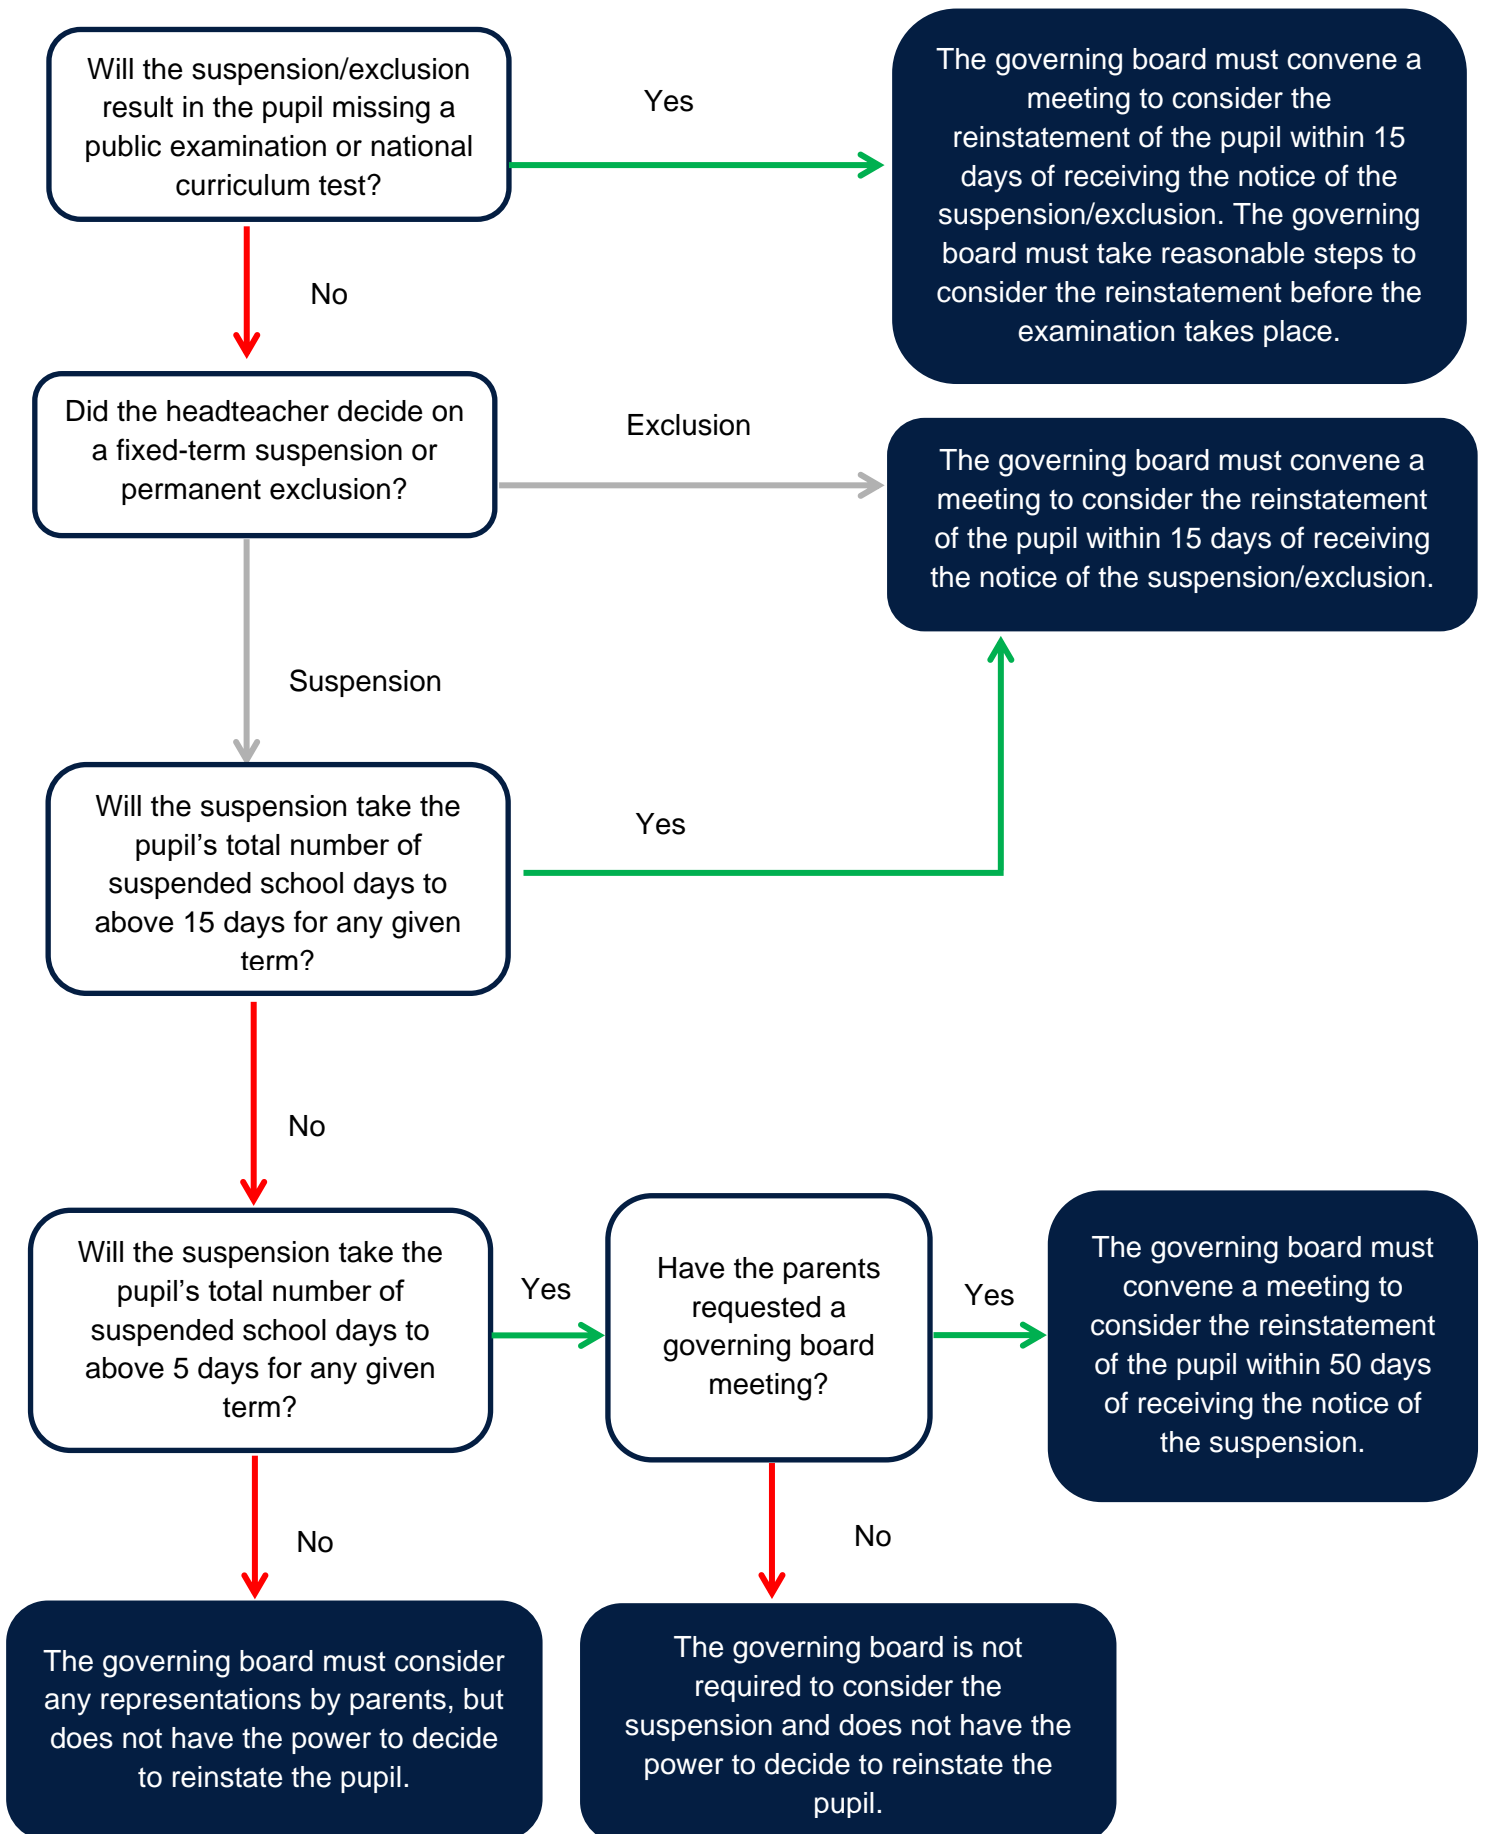 Will the suspension/exclusion
result in the pupil missing a
public examination or national
curriculum test?
Yes
The governing board must convene a
meeting to consider the
reinstatement of the pupil within 15
days of receiving the notice of the
suspension/exclusion. The governing
board must take reasonable steps to
consider the reinstatement before the
examination takes place.
No
Did the headteacher decide on
a fixed-term suspension or
permanent exclusion?
Exclusion
The governing board must convene a
meeting to consider the reinstatement
of the pupil within 15 days of receiving
the notice of the suspension/exclusion.
Suspension
Will the suspension take the
pupil’s total number of
suspended school days to
above 15 days for any given
term?
Yes
No
Will the suspension take the
pupil’s total number of
suspended school days to
above 5 days for any given
term?
Yes
Have the parents
requested a
governing board
meeting?
Yes
The governing board must
convene a meeting to
consider the reinstatement
of the pupil within 50 days
of receiving the notice of
the suspension.
No
No
The governing board must consider
any representations by parents, but
does not have the power to decide
to reinstate the pupil.
The governing board is not
required to consider the
suspension and does not have the
power to decide to reinstate the
pupil.